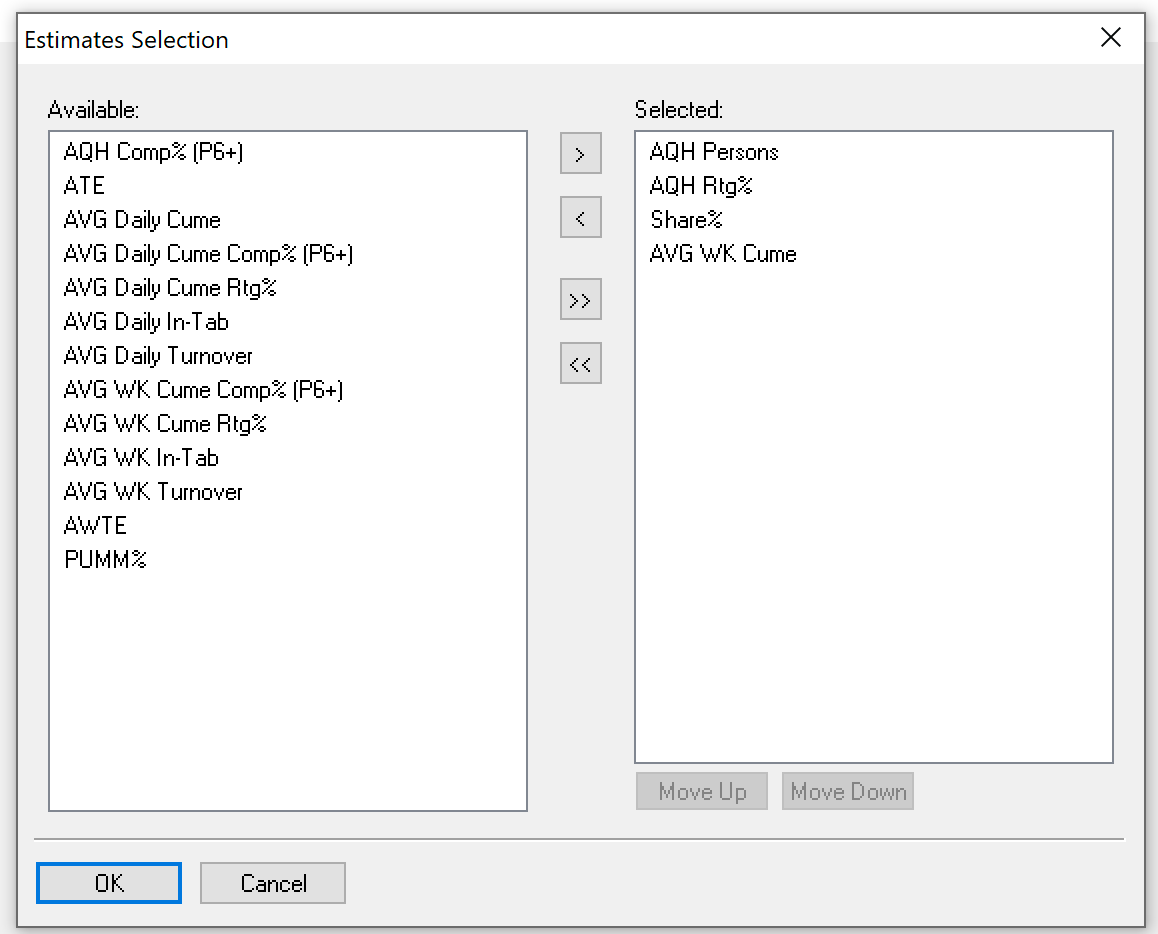 Estimates Selection
Available:
AQH Comp% (P6+)
ATE
AVG Daily Cume
AVG Daily Cume Comp% (P6+)
AVG Daily Cume Rtg%
AVG Daily In-Tab
AVG Daily Turnover
AVG WK Cume Comp% (P6+)
AVG WK Cume Rtg%
AVG WK In-Tab
AVG WK Turnover
AWTE
PUMM%
>
<
>>
<<
Selected:
AQH Persons
AQH Rtg%
Share%
AVG WK Cume
Move Up
Move Down
OK
Cancel